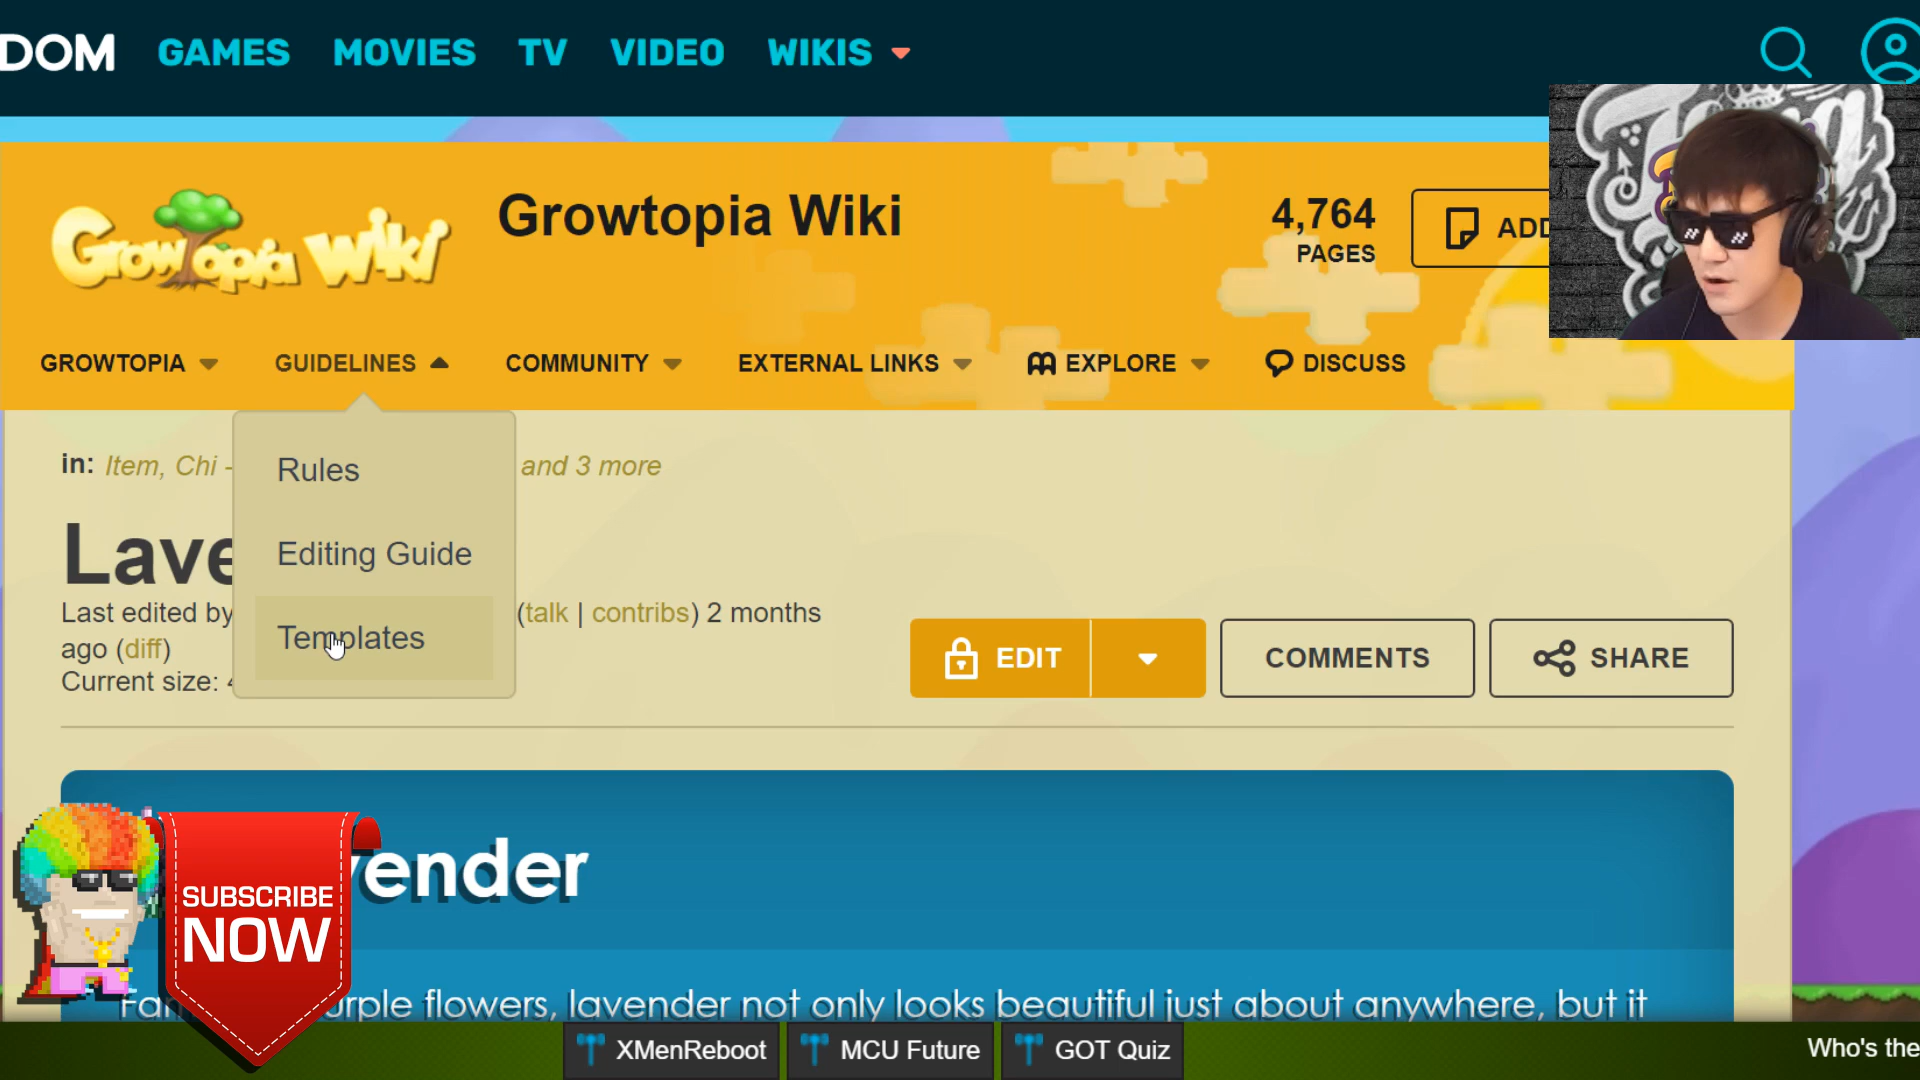 DOM GAMES MOVIES TV VIDEO WIKIS
Growtopia Wiki
Growtopia Wiki
4,764
PAGES
ADD
GROWTOPIA GUIDELINES COMMUNITY EXTERNAL LINKS EXPLORE DISCUSS
in: Item, Chi - and 3 more
Rules
Editing Guide
Templates
Lave
Last edited by (talk | contribs) 2 months
ago (diff)
Current size:
EDIT COMMENTS SHARE
vender
SUBSCRIBE
NOW
urple flowers, lavender not only looks beautiful just about anywhere, but it
XMenReboot MCU Future GOT Quiz
Who's the